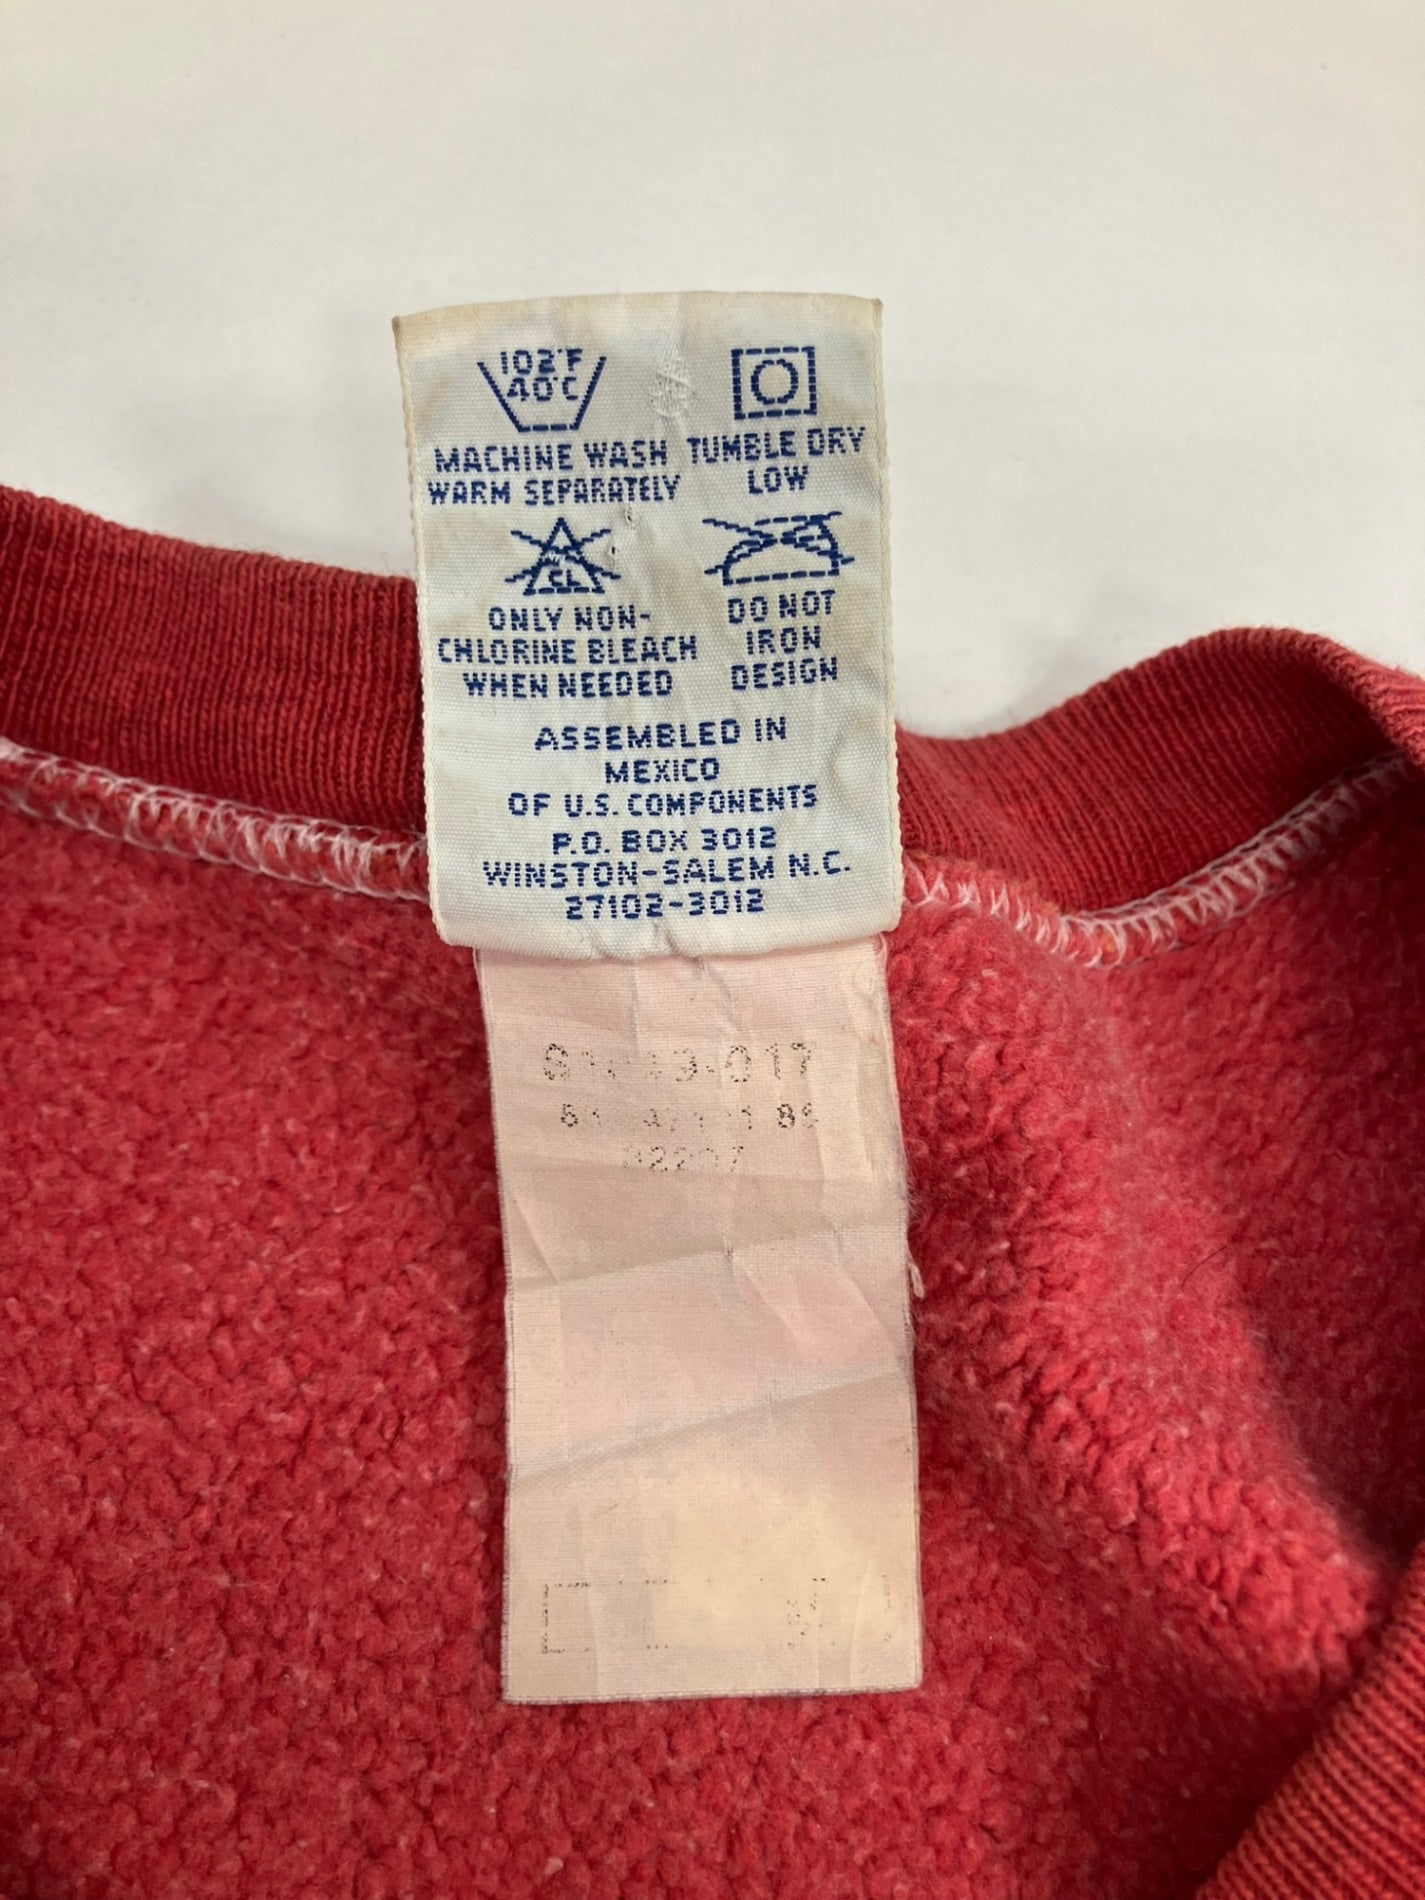 102°F
40°C
MACHINE WASH
WARM SEPARATELY
TUMBLE DRY
LOW
CL
ONLY NON-
CHLORINE BLEACH
WHEN NEEDED
DO NOT
IRON
DESIGN
ASSEMBLED IN
MEXICO
OF U.S. COMPONENTS
P.O. BOX 3012
WINSTON-SALEM N.C.
27102-3012